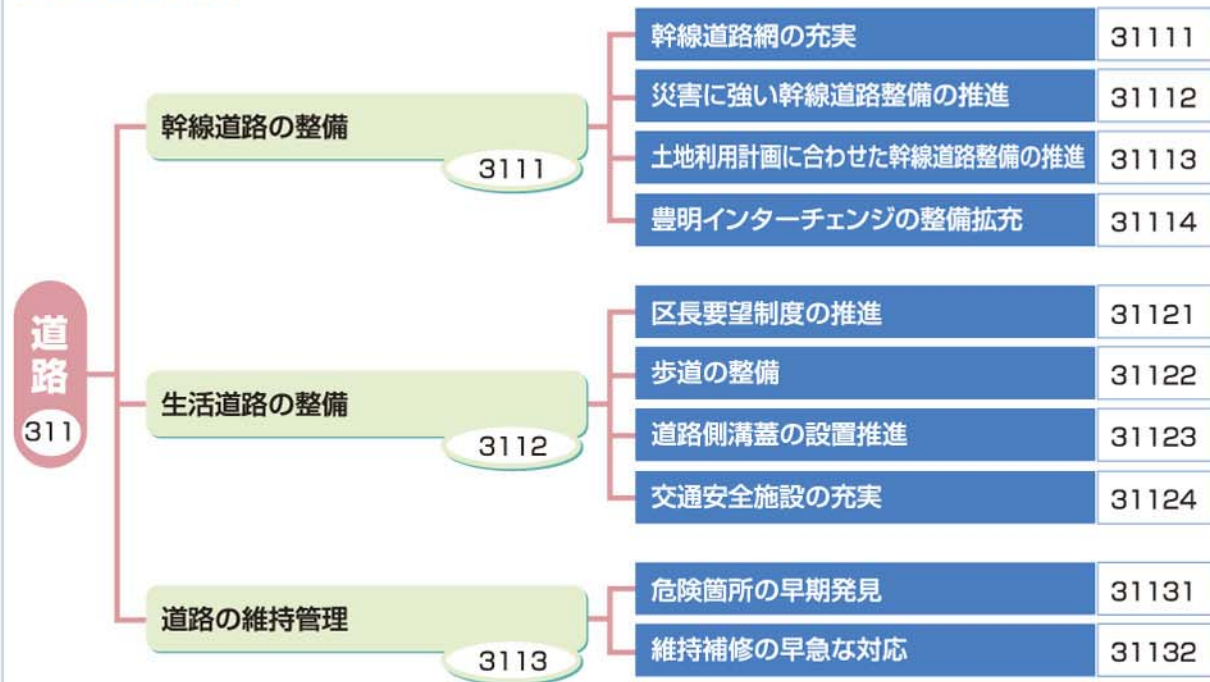 道路
311
幹線道路の整備
3111
幹線道路網の充実 31111
災害に強い幹線道路整備の推進 31112
土地利用計画に合わせた幹線道路整備の推進 31113
豊明インターチェンジの整備拡充 31114
生活道路の整備
3112
区長要望制度の推進 31121
歩道の整備 31122
道路側溝蓋の設置推進 31123
交通安全施設の充実 31124
道路の維持管理
3113
危険箇所の早期発見 31131
維持補修の早急な対応 31132